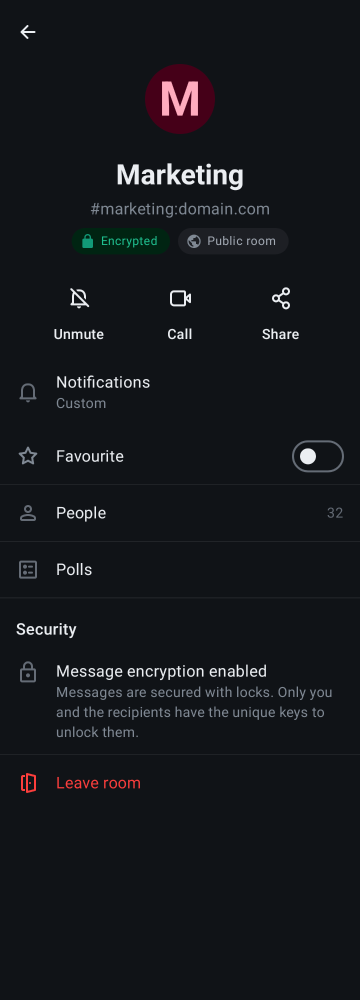 M
Marketing
#marketing:domain.com
Encrypted
Public room
Unmute
Call
Share
Notifications
Custom
Favourite
People
32
Polls
Security
Message encryption enabled
Messages are secured with locks. Only you
and the recipients have the unique keys to
unlock them.
Leave room